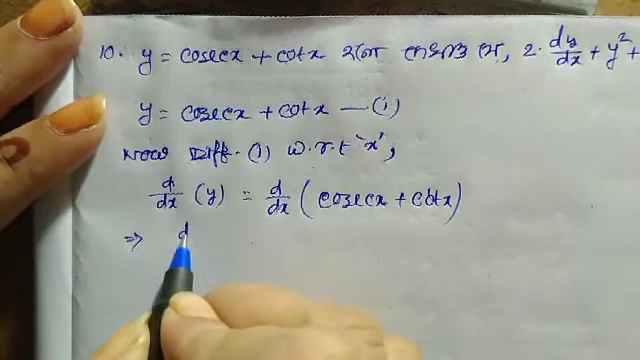 10. y = cosecx + cotx হলে দেখাও যে, 2. dy/dx + y² +
y = cosecx + cotx —(1)
Now Diff. (1) w.r.t 'x',
d/dx (y) = d/dx (cosecx + cotx)
⇒ d